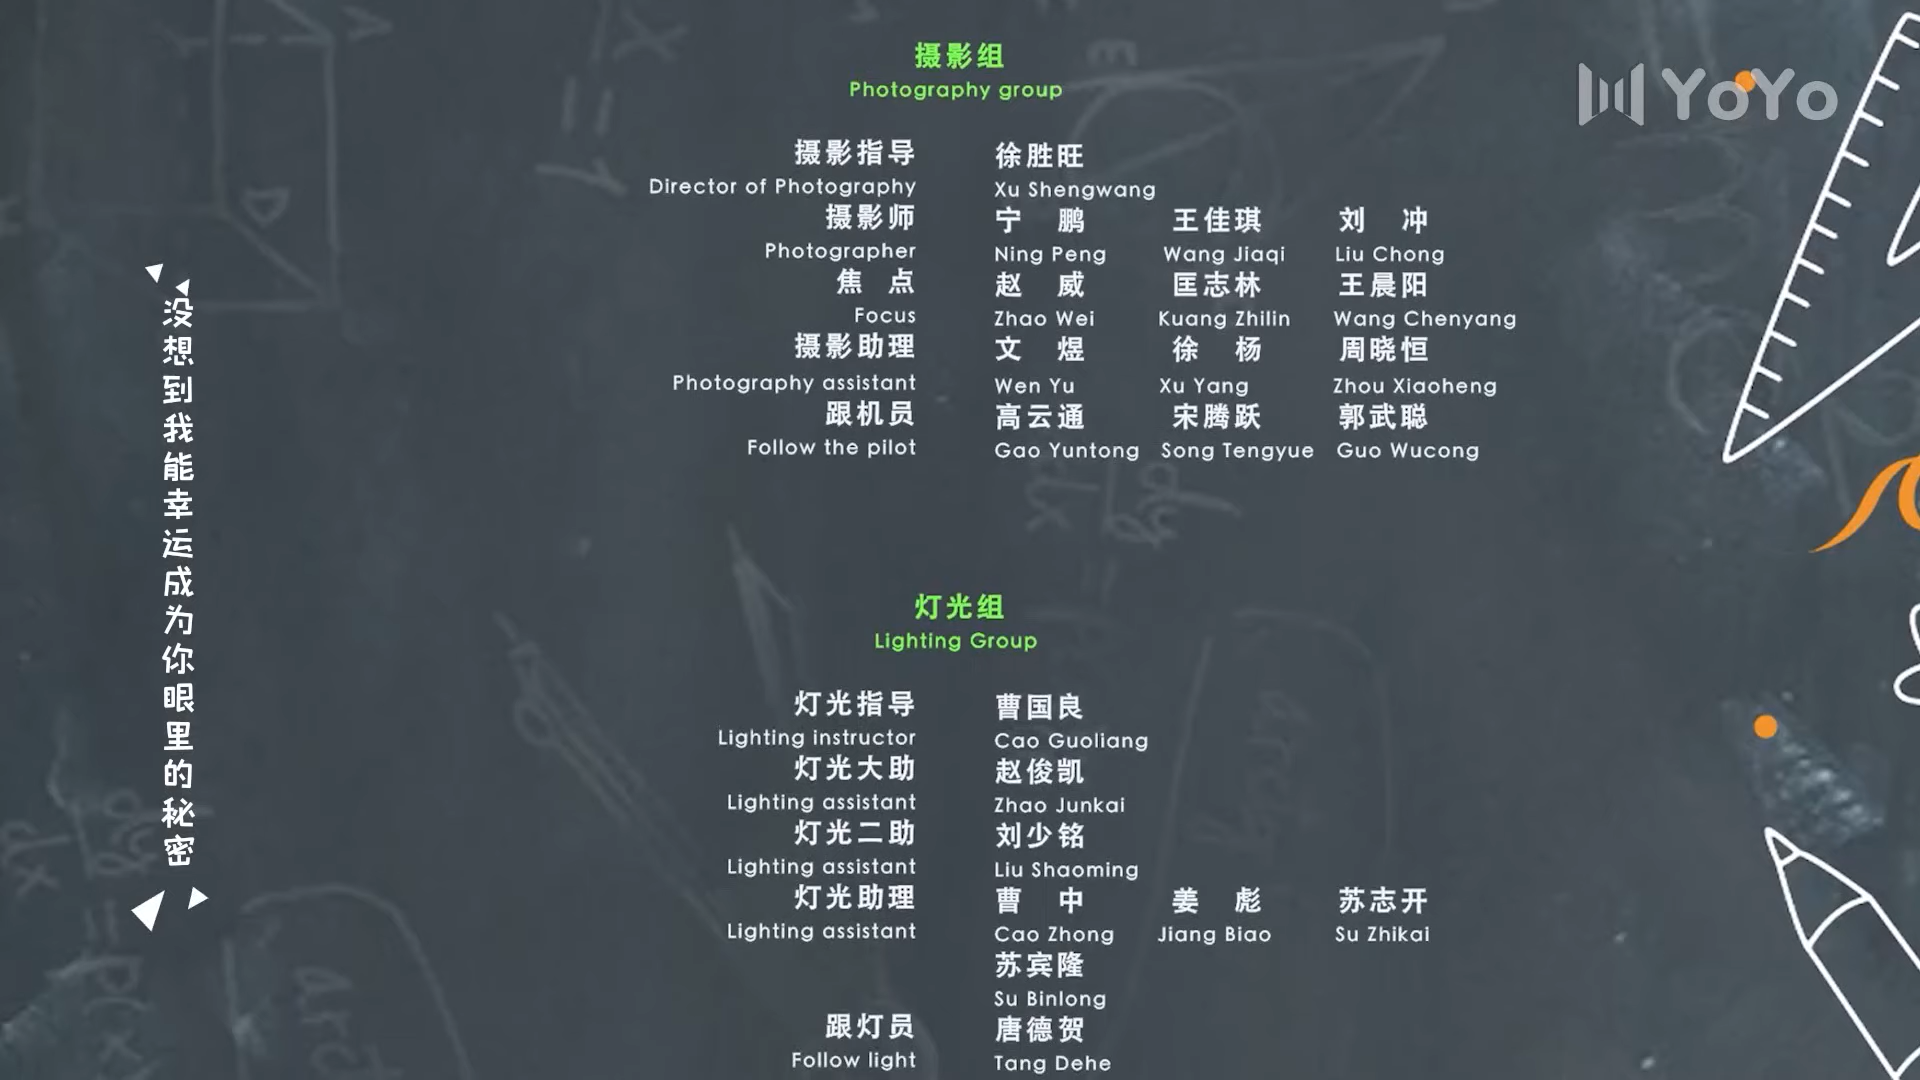 摄影组
Photography group
YoYo
摄影指导 徐胜旺
Director of Photography Xu Shengwang
摄影师 宁 鹏 王佳琪 刘 冲
Photographer Ning Peng Wang Jiaqi Liu Chong
焦 点 赵 威 匡志林 王晨阳
Focus Zhao Wei Kuang Zhilin Wang Chenyang
摄影助理 文 煜 徐 杨 周晓恒
Photography assistant Wen Yu Xu Yang Zhou Xiaoheng
跟机员 高云通 宋腾跃 郭武聪
Follow the pilot Gao Yuntong Song Tengyue Guo Wucong
没想到我能幸运成为你眼里的秘密
灯光组
Lighting Group
灯光指导 曹国良
Lighting instructor Cao Guoliang
灯光大助 赵俊凯
Lighting assistant Zhao Junkai
灯光二助 刘少铭
Lighting assistant Liu Shaoming
灯光助理 曹 中 姜 彪 苏志开
Lighting assistant Cao Zhong Jiang Biao Su Zhikai
苏宾隆
Su Binlong
跟灯员 唐德贺
Follow light Tang Dehe